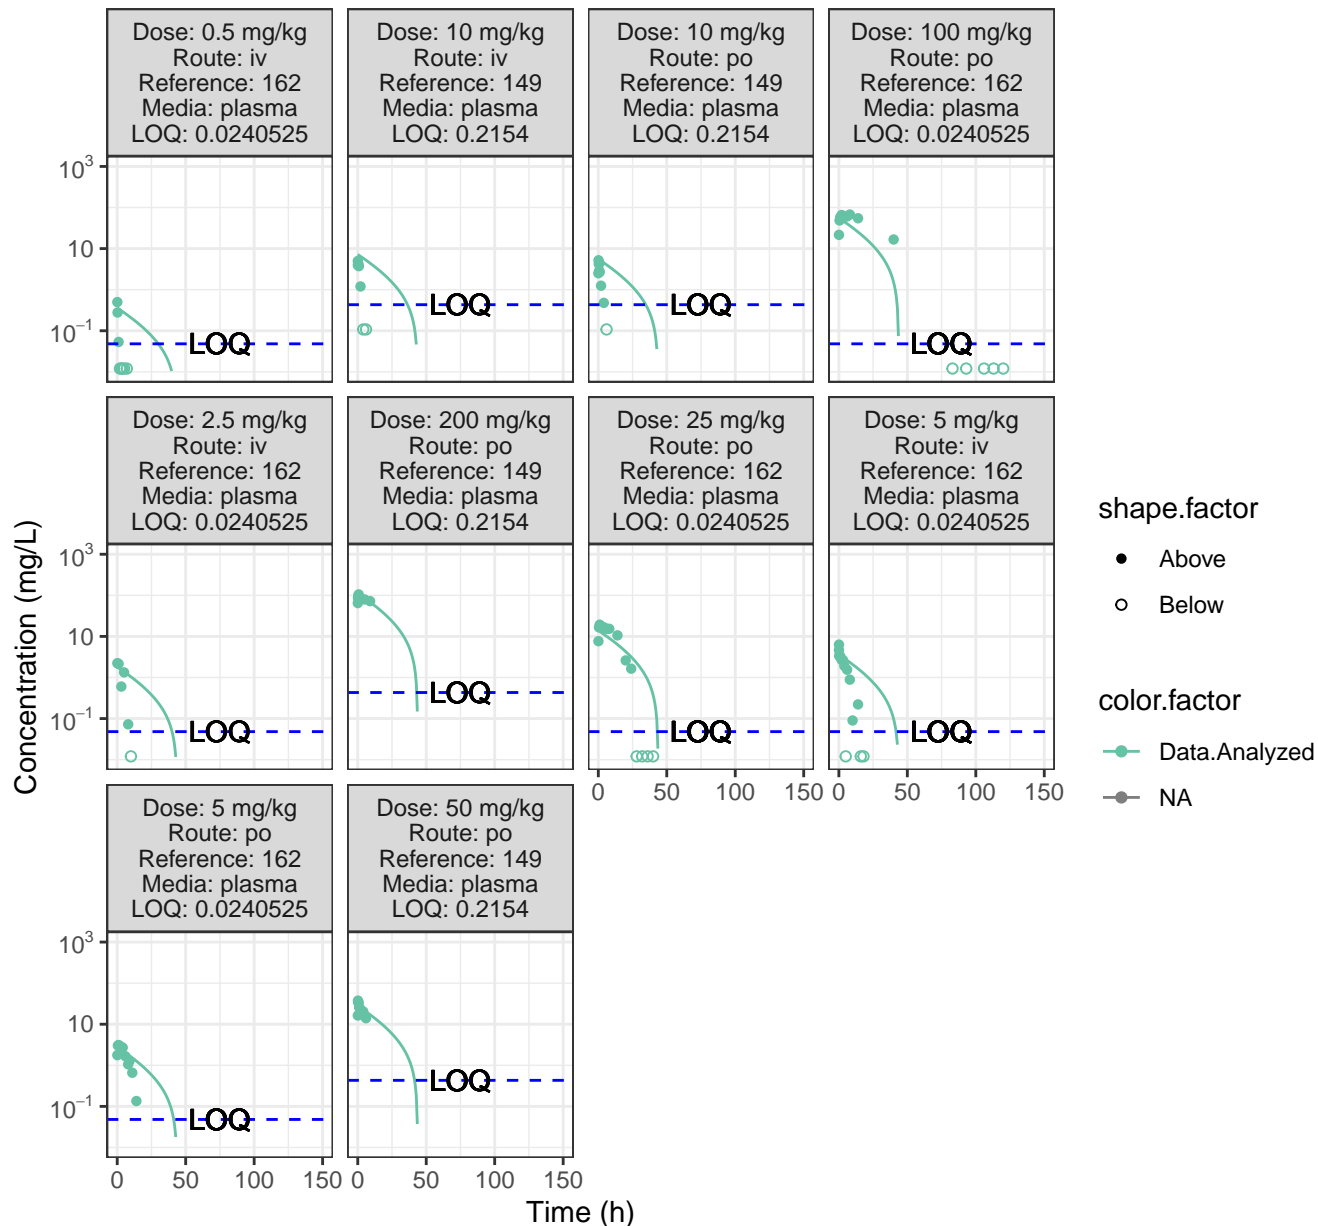 Dose: 0.5 mg/kg
Route: iv
Reference: 162
Media: plasma
LOQ: 0.0240525
Dose: 10 mg/kg
Route: iv
Reference: 149
Media: plasma
LOQ: 0.2154
Dose: 10 mg/kg
Route: po
Reference: 149
Media: plasma
LOQ: 0.2154
Dose: 100 mg/kg
Route: po
Reference: 162
Media: plasma
LOQ: 0.0240525
10³
10
10⁻¹
LOQ
LOQ
LOQ
LOQ
Dose: 2.5 mg/kg
Route: iv
Reference: 162
Media: plasma
LOQ: 0.0240525
Dose: 200 mg/kg
Route: po
Reference: 149
Media: plasma
LOQ: 0.2154
Dose: 25 mg/kg
Route: po
Reference: 162
Media: plasma
LOQ: 0.0240525
Dose: 5 mg/kg
Route: iv
Reference: 162
Media: plasma
LOQ: 0.0240525
10³
10
10⁻¹
LOQ
LOQ
LOQ
LOQ
0 50 100 150
0 50 100 150
Dose: 5 mg/kg
Route: po
Reference: 162
Media: plasma
LOQ: 0.0240525
Dose: 50 mg/kg
Route: po
Reference: 149
Media: plasma
LOQ: 0.2154
10³
10
10⁻¹
LOQ
LOQ
0 50 100 150
0 50 100 150
Time (h)
Concentration (mg/L)
shape.factor
Above
Below
color.factor
Data.Analyzed
NA